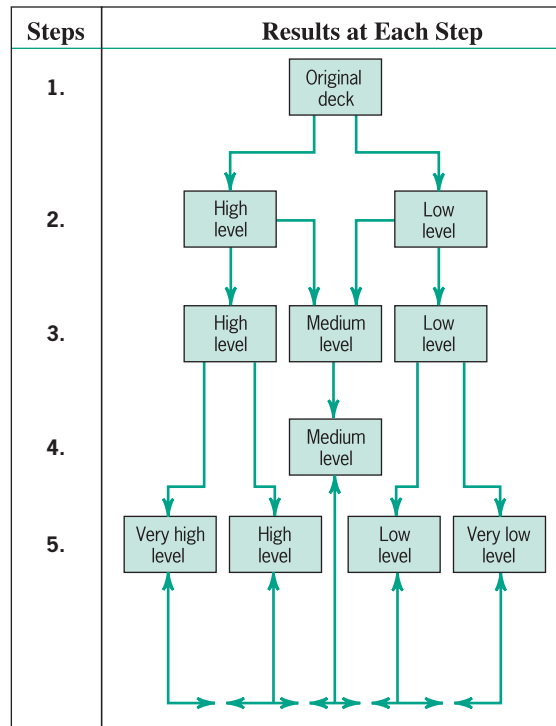 Steps
Results at Each Step
1.
Original
deck
2.
High
level
Low
level
3.
High
level
Medium
level
Low
level
4.
Medium
level
5.
Very high
level
High
level
Low
level
Very low
level